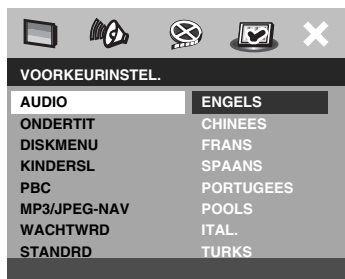 VOORKEURINSTEL.
AUDIO ENGELS
ONDERTIT CHINEES
DISKMENU FRANS
KINDERSL SPAANS
PBC PORTUGEES
MP3/JPEG-NAV POOLS
WACHTWRD ITAL.
STANDRD TURKS